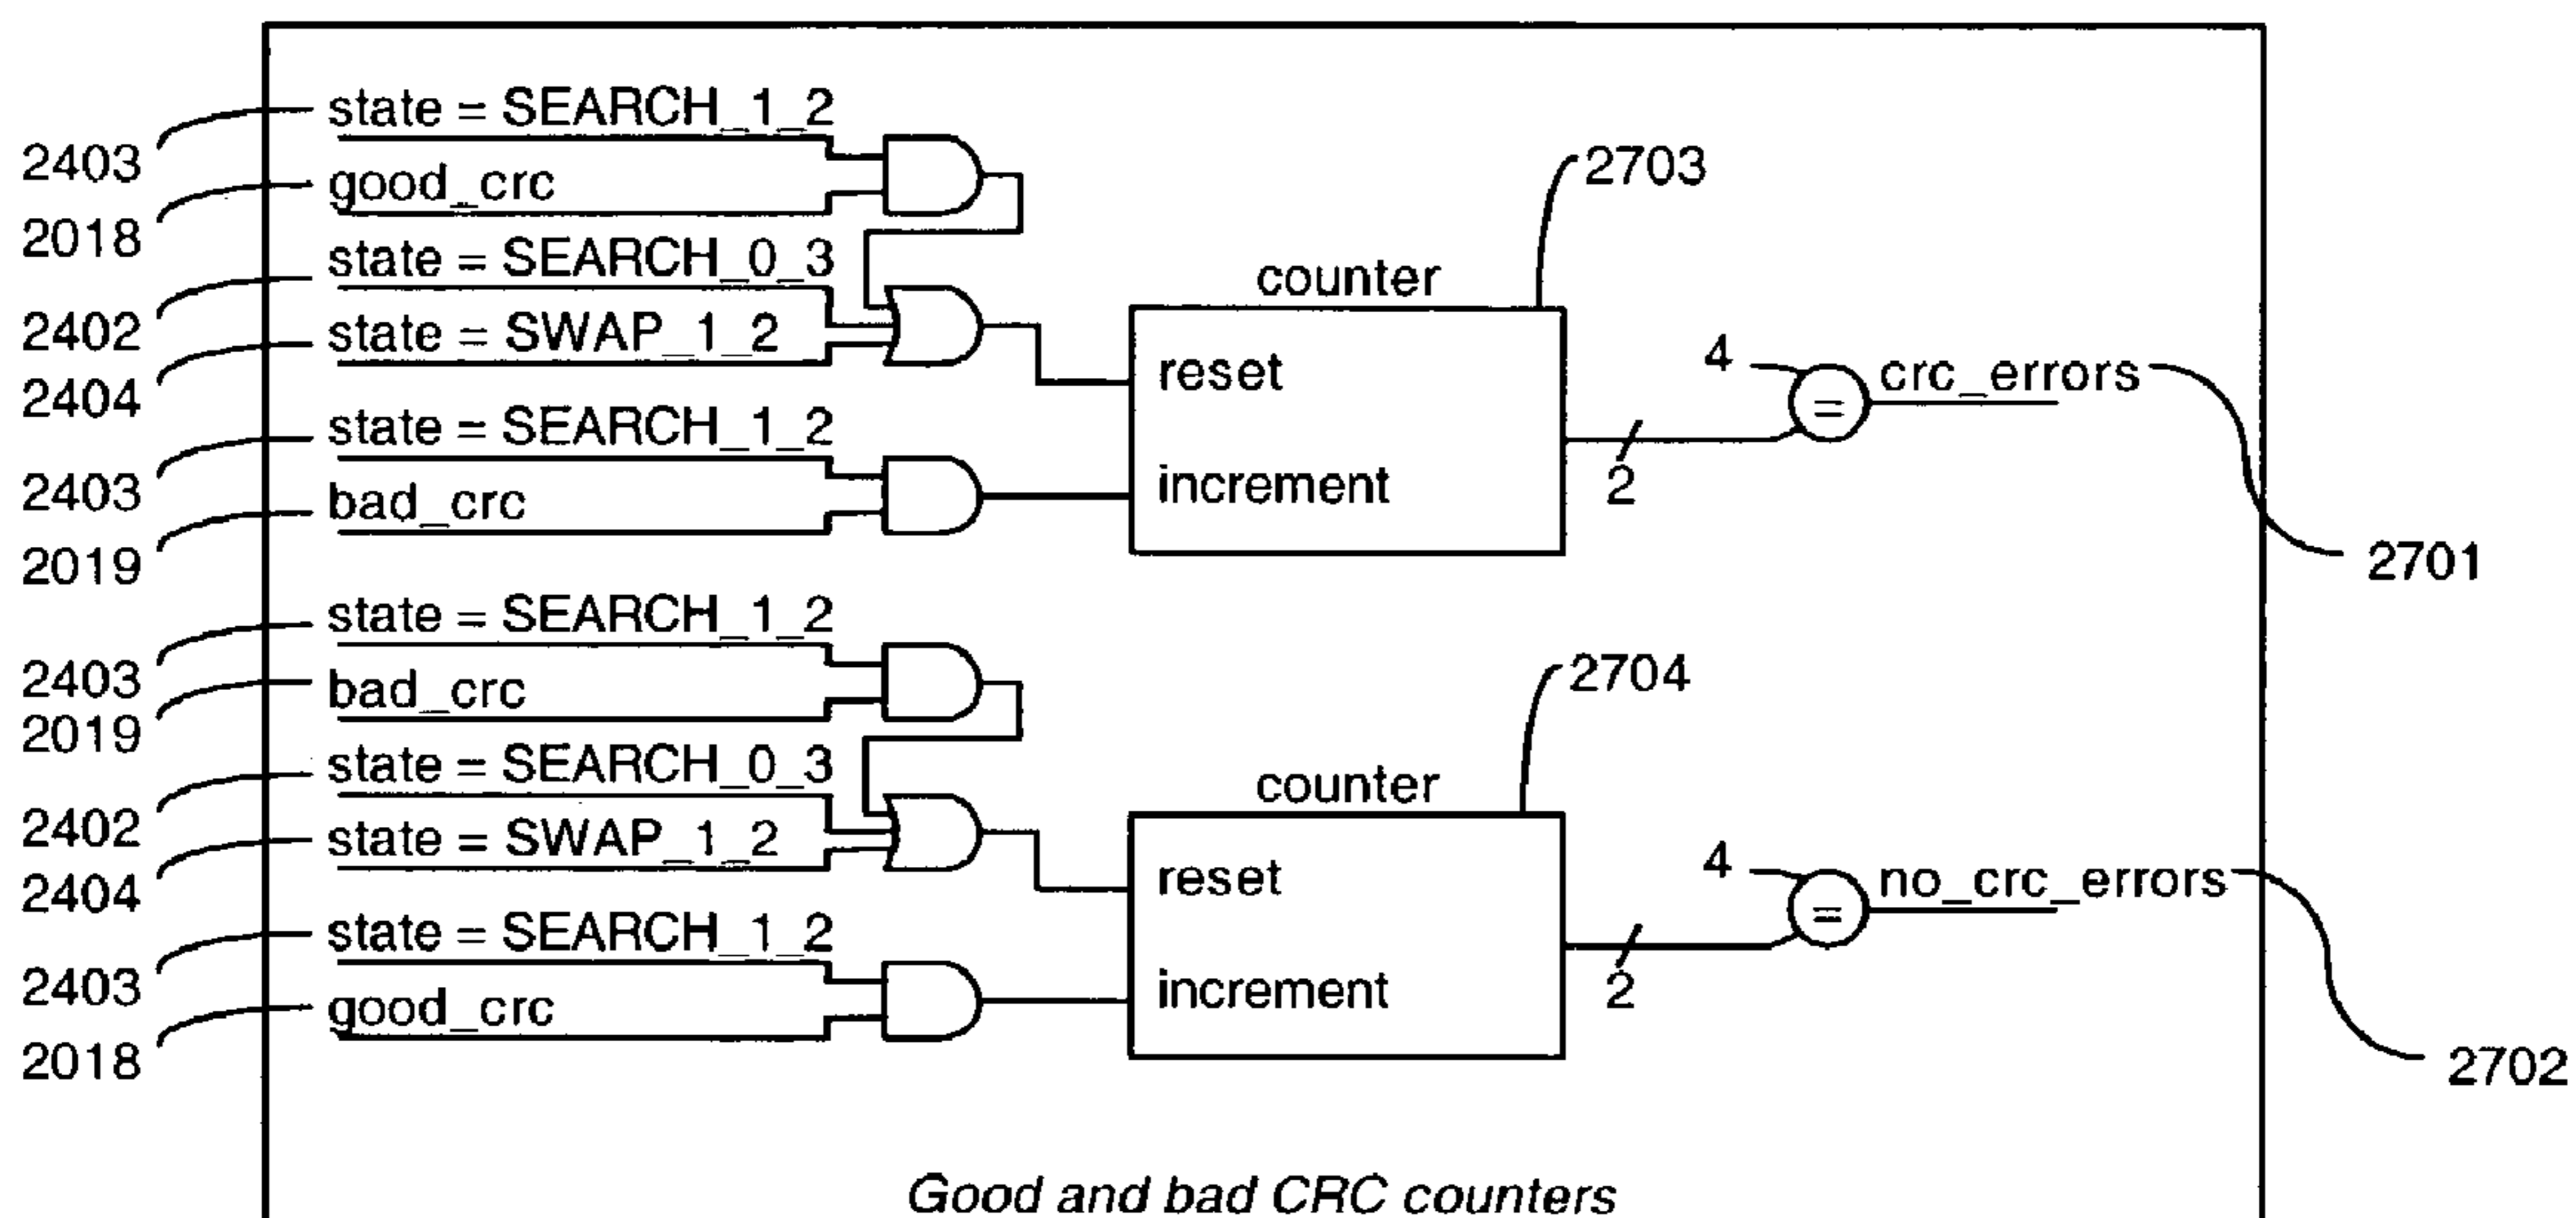 state = SEARCH_1_2
2403
good_crc
2018
state = SEARCH_0_3
2402
state = SWAP_1_2
2404
state = SEARCH_1_2
2403
bad_crc
2019
counter
2703
reset
increment
2
4
=
crc_errors
2701
state = SEARCH_1_2
2403
bad_crc
2019
state = SEARCH_0_3
2402
state = SWAP_1_2
2404
state = SEARCH_1_2
2403
good_crc
2018
counter
2704
reset
increment
2
4
=
no_crc_errors
2702
Good and bad CRC counters